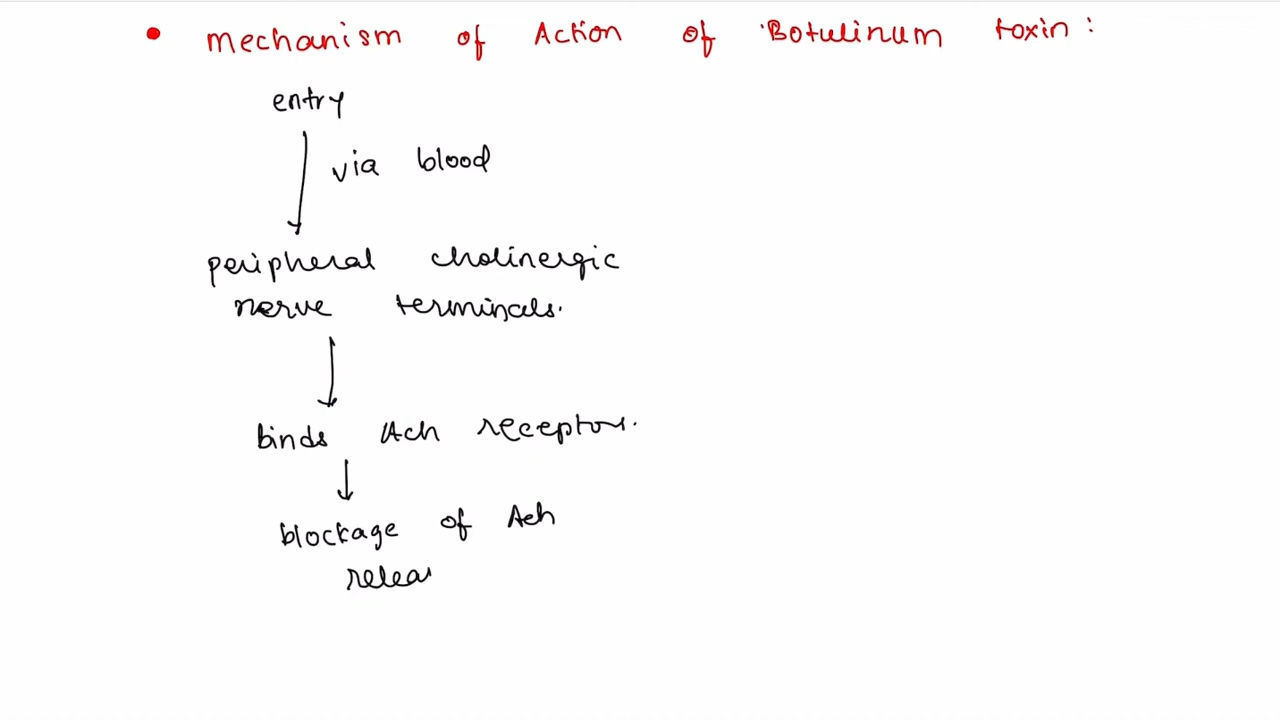 • mechanism of Action of Botulinum toxin:
entry
via blood
peripheral cholinergic
nerve terminals.
binds Ach receptors.
blockage of Ach
releas